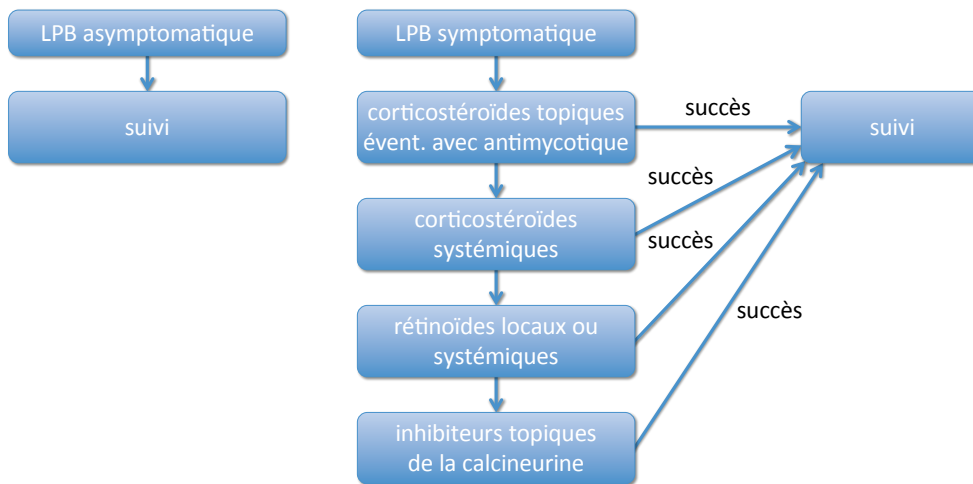 LPB asymptomatique
suivi
LPB symptomatique
corticostéroïdes topiques
évent. avec antimycotique
succès
suivi
succès
corticostéroïdes
systémiques
succès
rétinoïdes locaux ou
systémiques
succès
inhibiteurs topiques
de la calcineurine